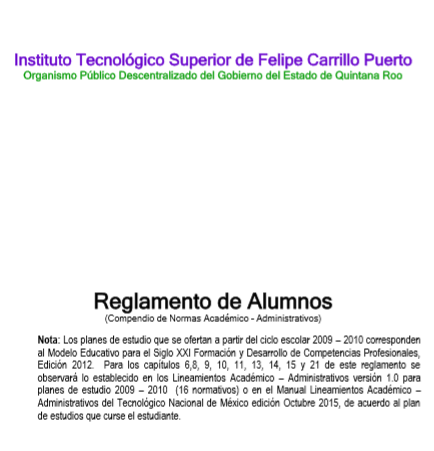 Instituto Tecnológico Superior de Felipe Carrillo Puerto
Organismo Público Descentralizado del Gobierno del Estado de Quintana Roo
Reglamento de Alumnos
(Compendio de Normas Académico - Administrativos)
Nota: Los planes de estudio que se ofertan a partir del ciclo escolar 2009 – 2010 corresponden
al Modelo Educativo para el Siglo XXI Formación y Desarrollo de Competencias Profesionales,
Edición 2012. Para los capítulos 6,8, 9, 10, 11, 13, 14, 15 y 21 de este reglamento se
observará lo establecido en los Lineamientos Académico – Administrativos versión 1.0 para
planes de estudio 2009 – 2010 (16 normativos) o en el Manual Lineamientos Académico –
Administrativos del Tecnológico Nacional de México edición Octubre 2015, de acuerdo al plan
de estudios que curse el estudiante.